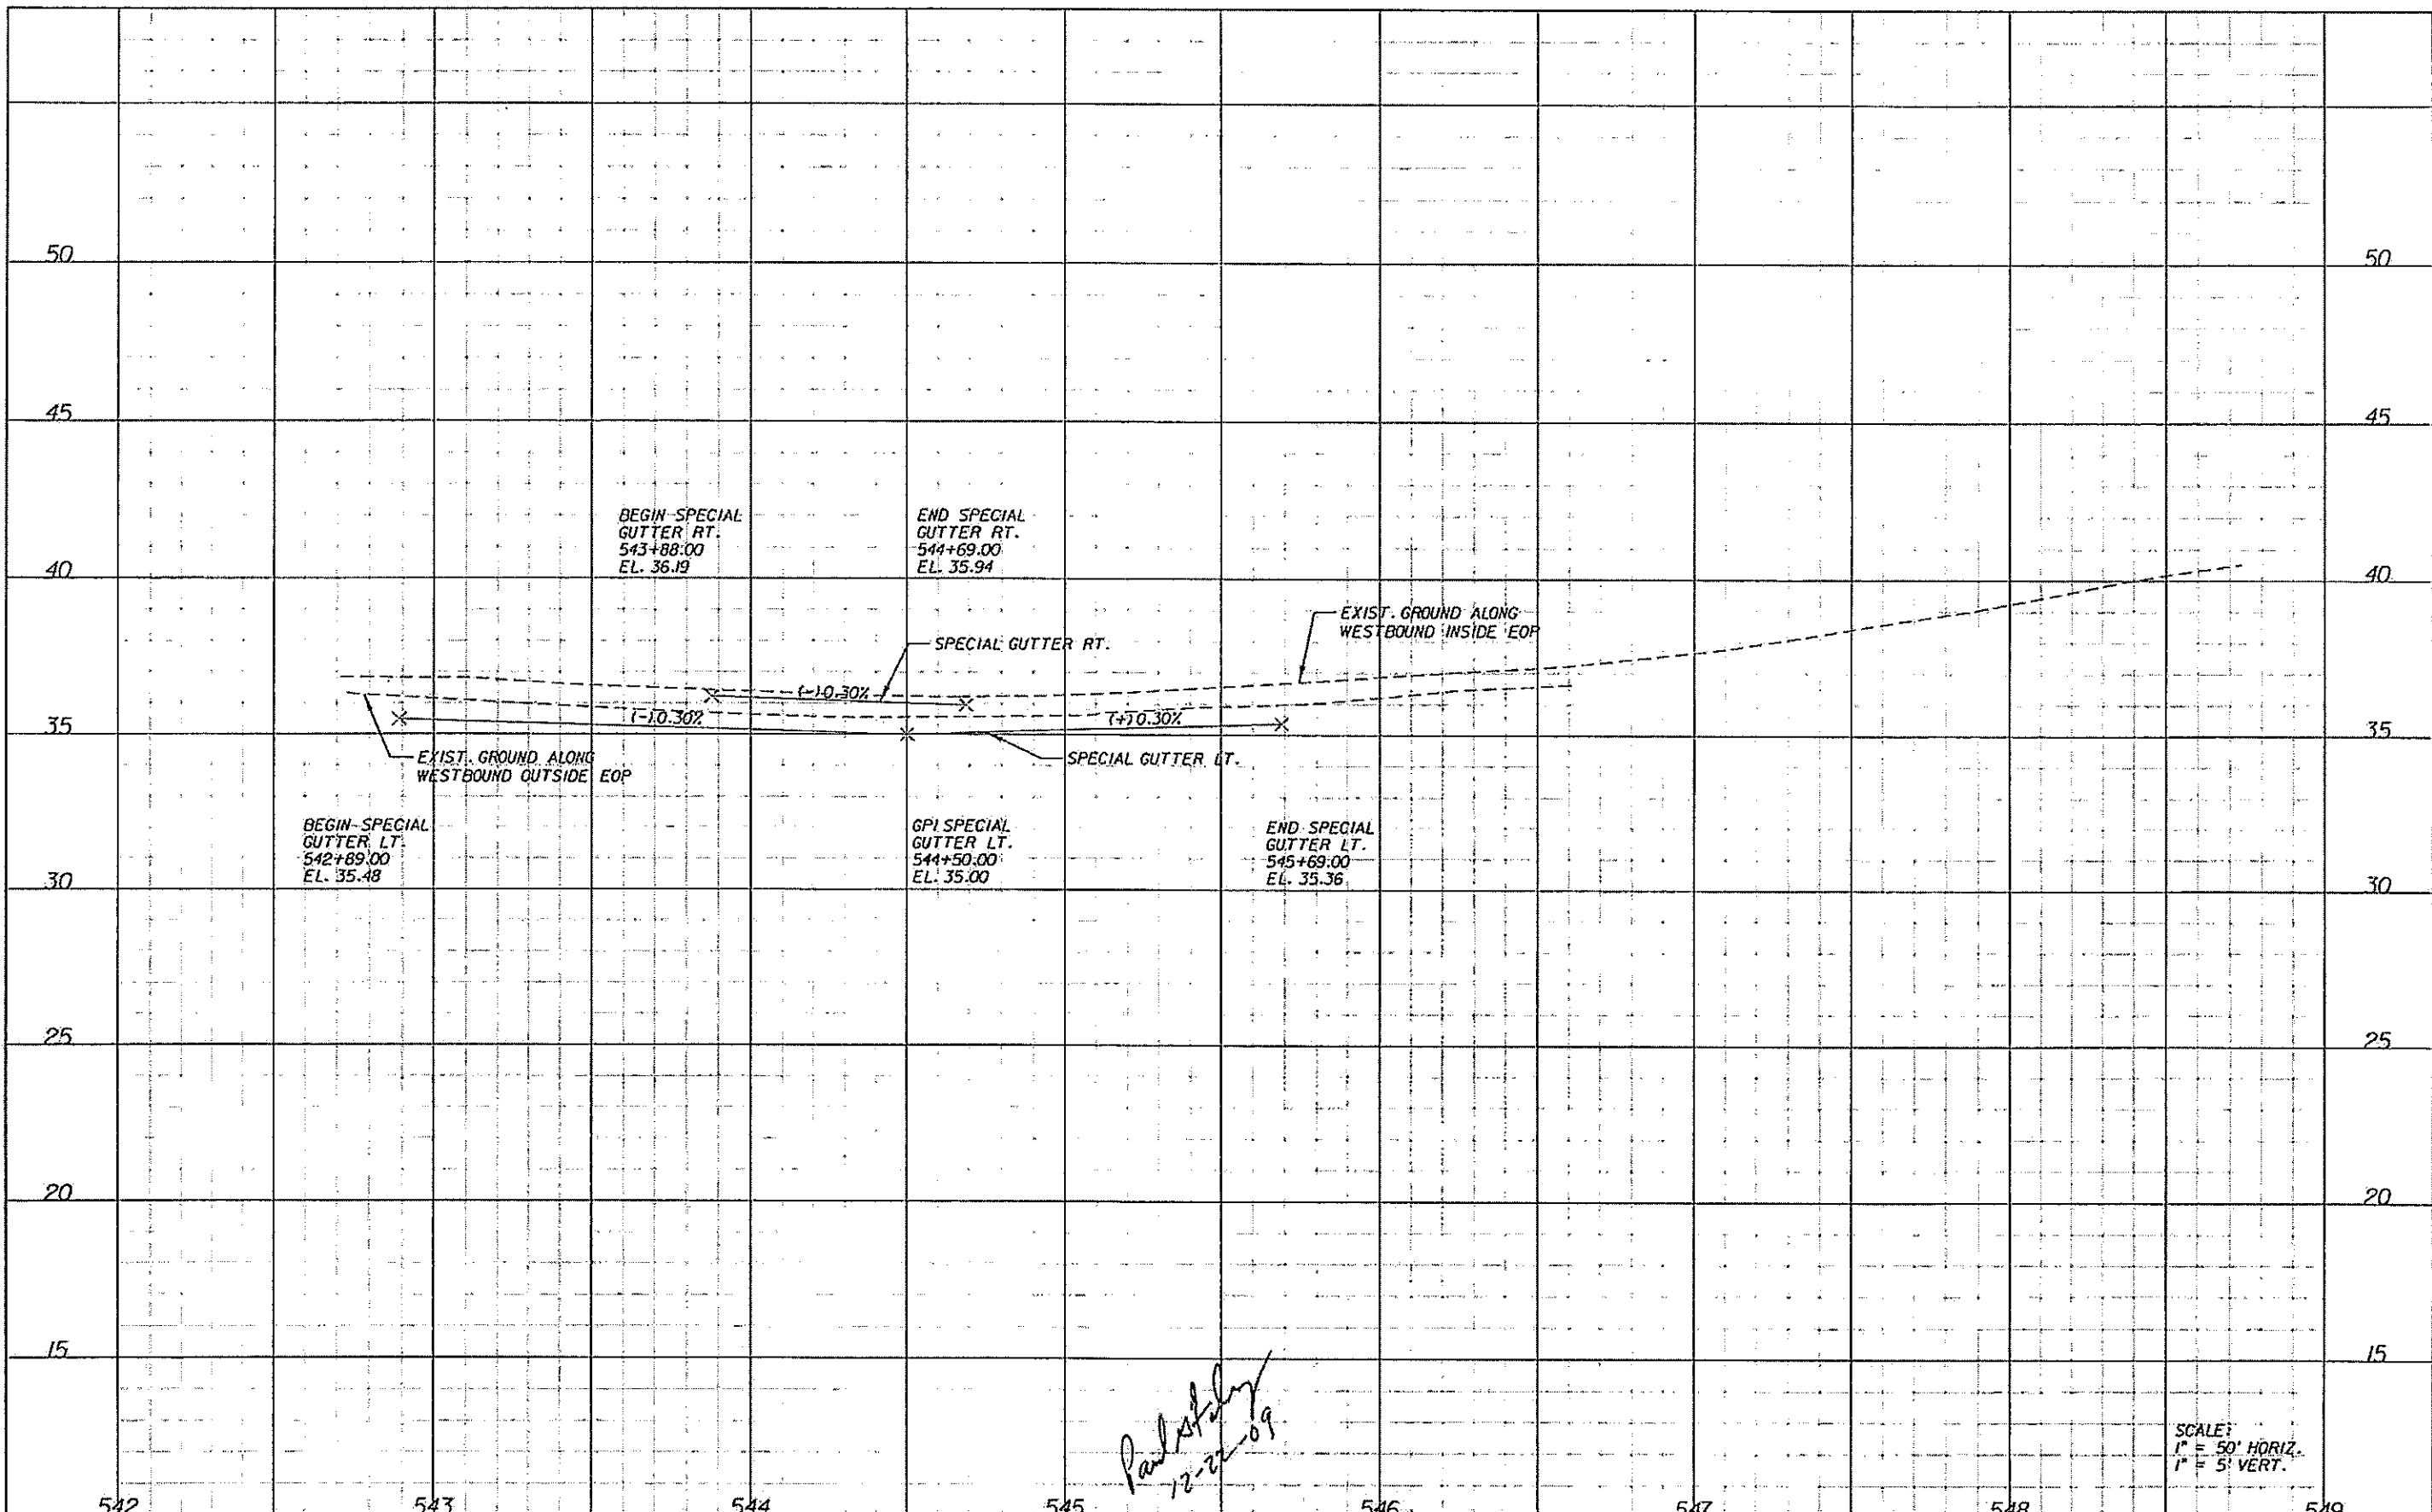 50 50
45 45
BEGIN SPECIAL
GUTTER RT.
543+88.00
EL. 36.19
END SPECIAL
GUTTER RT.
544+69.00
EL. 35.94
40 40
EXIST. GROUND ALONG
WESTBOUND INSIDE EOP
SPECIAL GUTTER RT.
(-) 0.30%
(-) 0.30%
(+) 0.30%
35 35
EXIST. GROUND ALONG
WESTBOUND OUTSIDE EOP
SPECIAL GUTTER LT.
BEGIN SPECIAL
GUTTER LT.
542+89.00
EL. 35.48
GPI SPECIAL
GUTTER LT.
544+50.00
EL. 35.00
END SPECIAL
GUTTER LT.
545+69.00
EL. 35.36
30 30
25 25
20 20
15 15
Paul
12-22-09
SCALE:
1" = 50' HORIZ.
1" = 5' VERT.
542 543 544 545 546 547 548 549